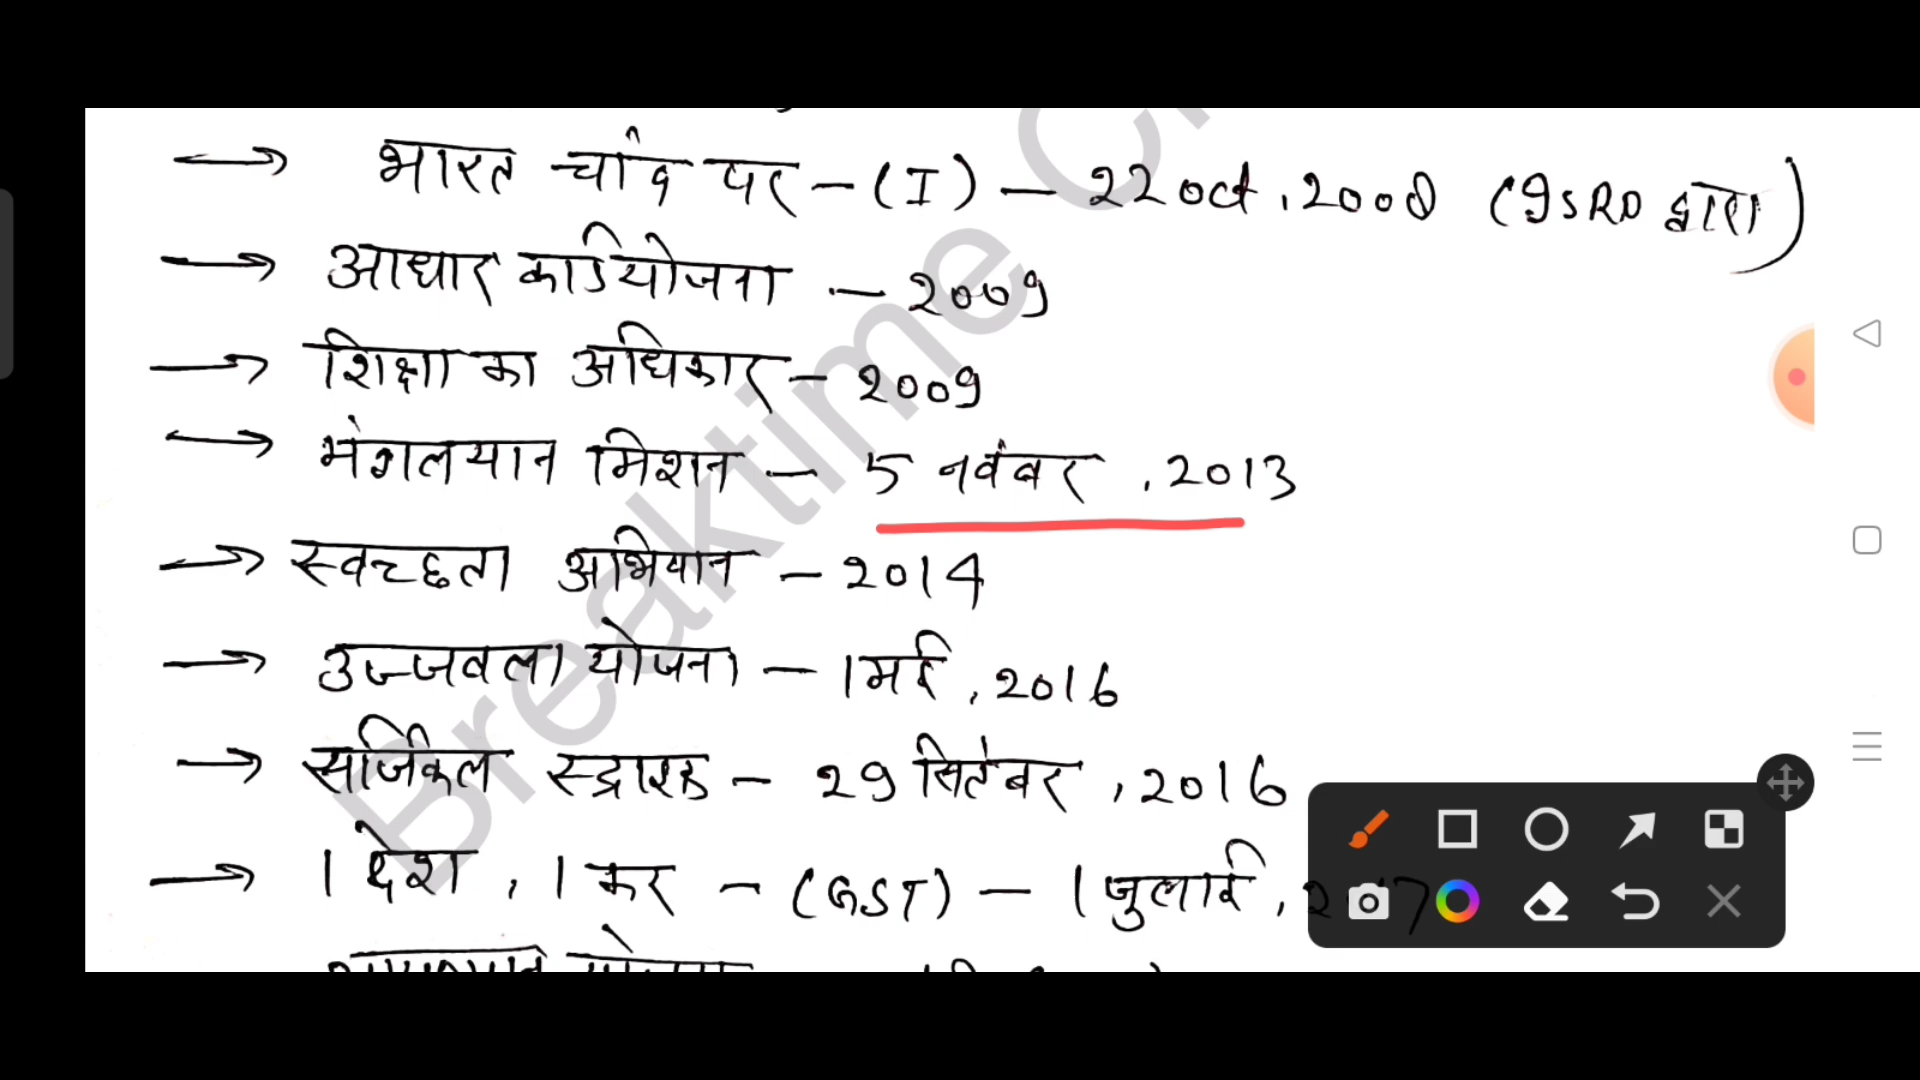 → भारत चांद पर - (I) - 22 oct, 2008 (ISRO द्वारा)
→ आधार कार्ड योजना - 2009
→ शिक्षा का अधिकार - 2009
→ मंगलयान मिशन - 5 नवंबर, 2013
→ स्वच्छता अभियान - 2014
→ उज्जवला योजना - 1 मई, 2016
→ सर्जिकल स्ट्राइक - 29 सितंबर, 2016
→ 1 देश, 1 कर - (GST) - 1 जुलाई, 2017
Breaktime